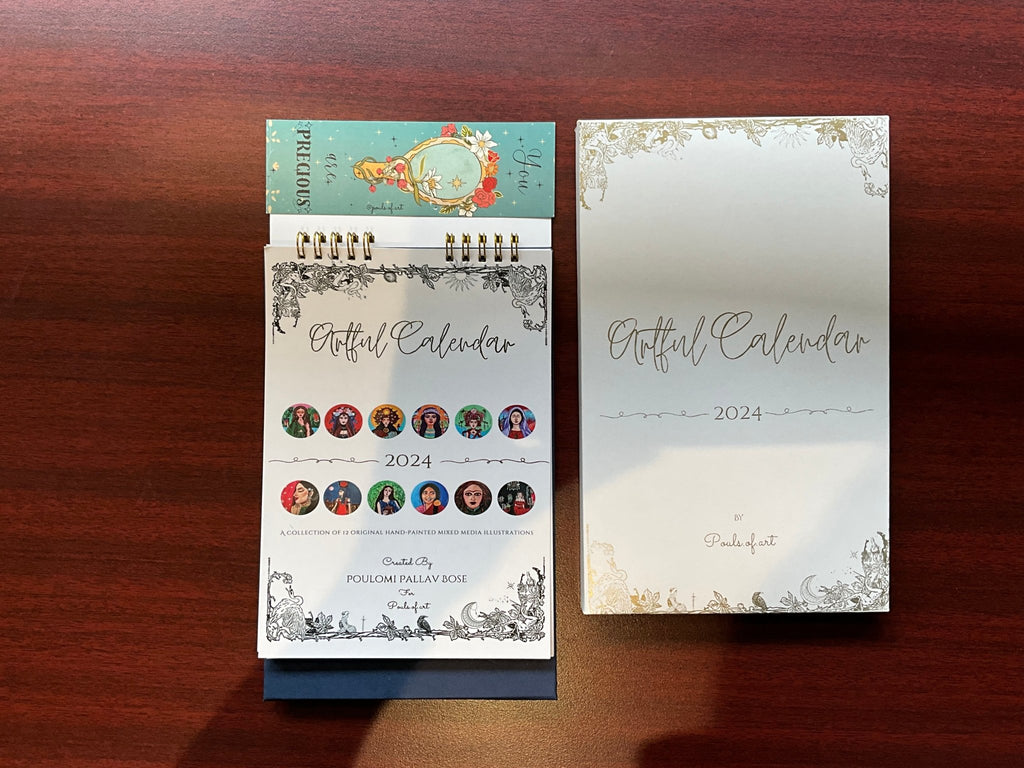 You
are
PRECIOUS
@pouls.of.art
Artful Calendar
2024
A COLLECTION OF 12 ORIGINAL HAND-PAINTED MIXED MEDIA ILLUSTRATIONS
Created By
POULOMI PALLAV BOSE
For
Pouls.of.art
Artful Calendar
2024
BY
Pouls.of.art